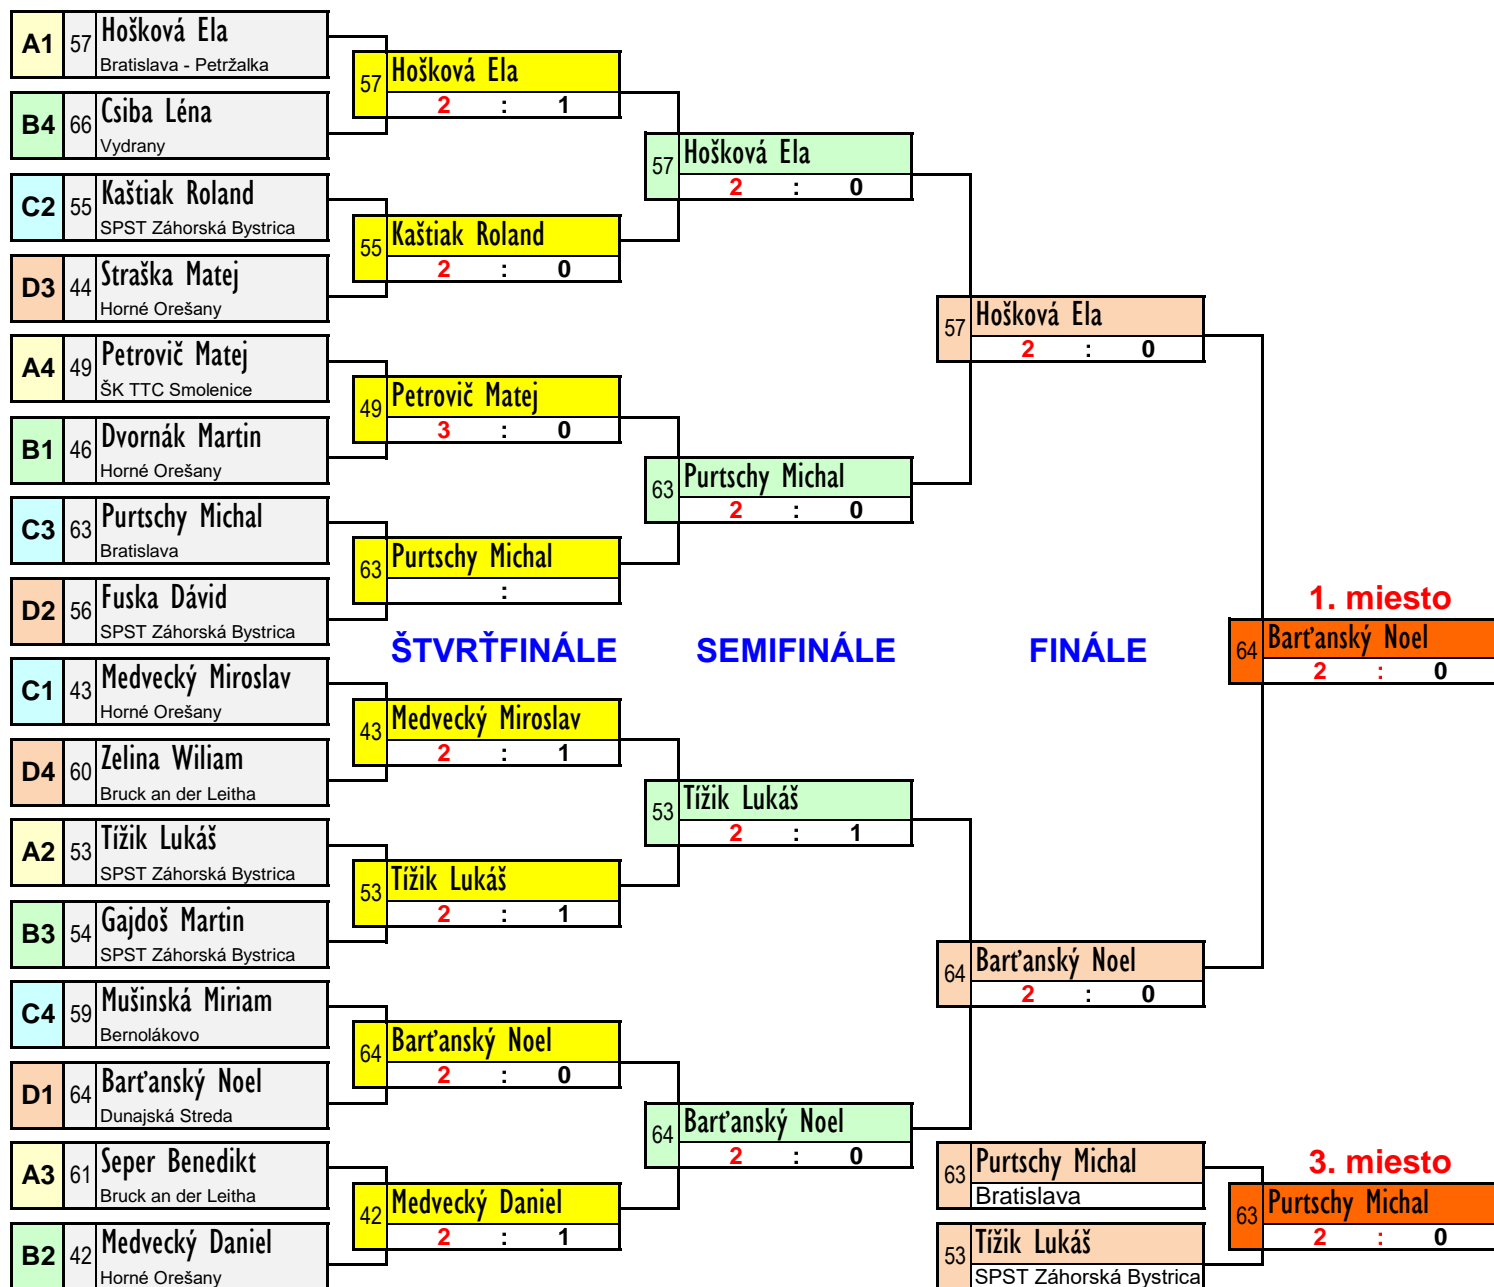 A1 57 Hošková Ela
Bratislava - Petržalka
B4 66 Csiba Léna
Vydrany
C2 55 Kaštiak Roland
SPST Záhorská Bystrica
D3 44 Straška Matej
Horné Orešany
A4 49 Petrovič Matej
ŠK TTC Smolenice
B1 46 Dvornák Martin
Horné Orešany
C3 63 Purtschy Michal
Bratislava
D2 56 Fuska Dávid
SPST Záhorská Bystrica
C1 43 Medvecký Miroslav
Horné Orešany
D4 60 Zelina Wiliam
Bruck an der Leitha
A2 53 Tížik Lukáš
SPST Záhorská Bystrica
B3 54 Gajdoš Martin
SPST Záhorská Bystrica
C4 59 Mušinská Miriam
Bernolákovo
D1 64 Barťanský Noel
Dunajská Streda
A3 61 Seper Benedikt
Bruck an der Leitha
B2 42 Medvecký Daniel
Horné Orešany
57 Hošková Ela
2 : 1
55 Kaštiak Roland
2 : 0
49 Petrovič Matej
3 : 0
63 Purtschy Michal
:
ŠTVRŤFINÁLE
43 Medvecký Miroslav
2 : 1
53 Tížik Lukáš
2 : 1
64 Barťanský Noel
2 : 0
42 Medvecký Daniel
2 : 1
57 Hošková Ela
2 : 0
63 Purtschy Michal
2 : 0
SEMIFINÁLE
53 Tížik Lukáš
2 : 1
64 Barťanský Noel
2 : 0
57 Hošková Ela
2 : 0
FINÁLE
64 Barťanský Noel
2 : 0
63 Purtschy Michal
Bratislava
53 Tížik Lukáš
SPST Záhorská Bystrica
1. miesto
64 Barťanský Noel
2 : 0
3. miesto
63 Purtschy Michal
2 : 0